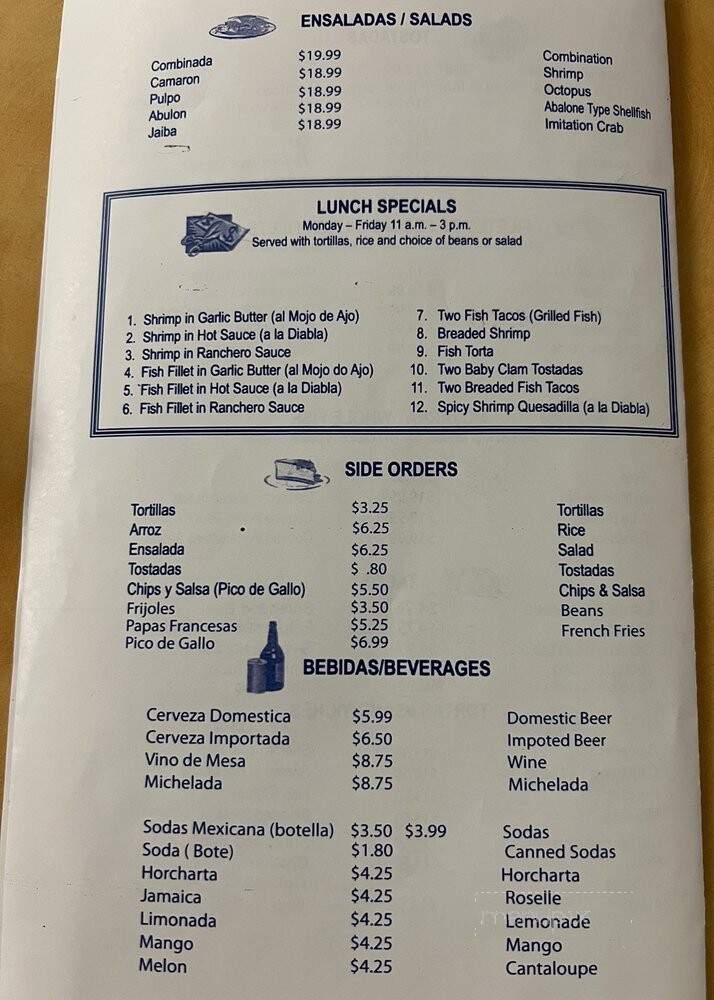 ENSALADAS / SALADS
Combinada $19.99 Combination
Camaron $18.99 Shrimp
Pulpo $18.99 Octopus
Abulon $18.99 Abalone Type Shellfish
Jaiba $18.99 Imitation Crab
LUNCH SPECIALS
Monday – Friday 11 a.m. – 3 p.m.
Served with tortillas, rice and choice of beans or salad
1. Shrimp in Garlic Butter (al Mojo de Ajo)
2. Shrimp in Hot Sauce (a la Diabla)
3. Shrimp in Ranchero Sauce
4. Fish Fillet in Garlic Butter (al Mojo do Ajo)
5. Fish Fillet in Hot Sauce (a la Diabla)
6. Fish Fillet in Ranchero Sauce
7. Two Fish Tacos (Grilled Fish)
8. Breaded Shrimp
9. Fish Torta
10. Two Baby Clam Tostadas
11. Two Breaded Fish Tacos
12. Spicy Shrimp Quesadilla (a la Diabla)
SIDE ORDERS
Tortillas $3.25 Tortillas
Arroz $6.25 Rice
Ensalada $6.25 Salad
Tostadas $ .80 Tostadas
Chips y Salsa (Pico de Gallo) $5.50 Chips & Salsa
Frijoles $3.50 Beans
Papas Francesas $5.25 French Fries
Pico de Gallo $6.99
BEBIDAS/BEVERAGES
Cerveza Domestica $5.99 Domestic Beer
Cerveza Importada $6.50 Impoted Beer
Vino de Mesa $8.75 Wine
Michelada $8.75 Michelada
Sodas Mexicana (botella) $3.50 $3.99 Sodas
Soda ( Bote) $1.80 Canned Sodas
Horcharta $4.25 Horcharta
Jamaica $4.25 Roselle
Limonada $4.25 Lemonade
Mango $4.25 Mango
Melon $4.25 Cantaloupe